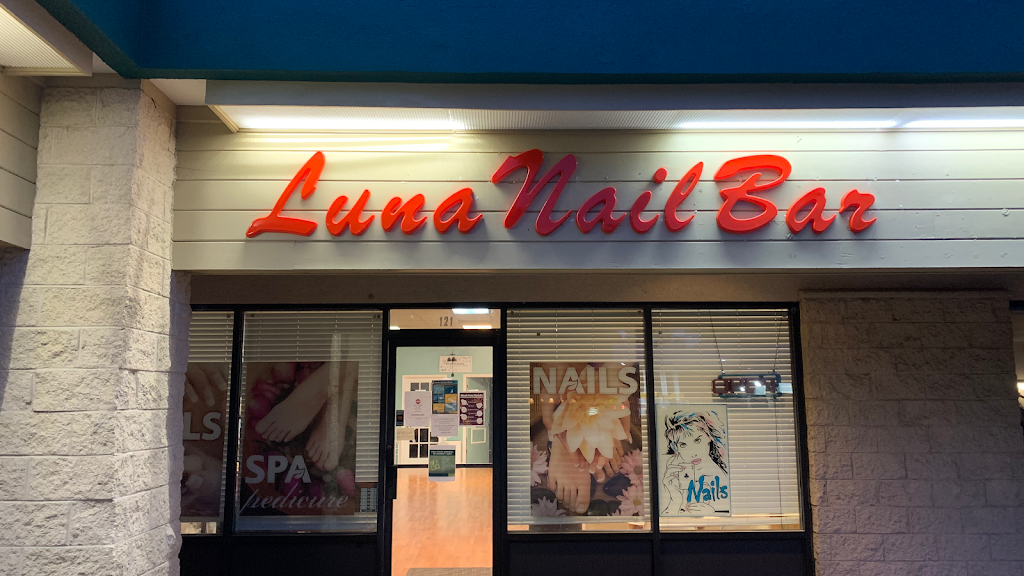 Luna Nail Bar
121
LS
SPA
pedicure
NAILS
Nails